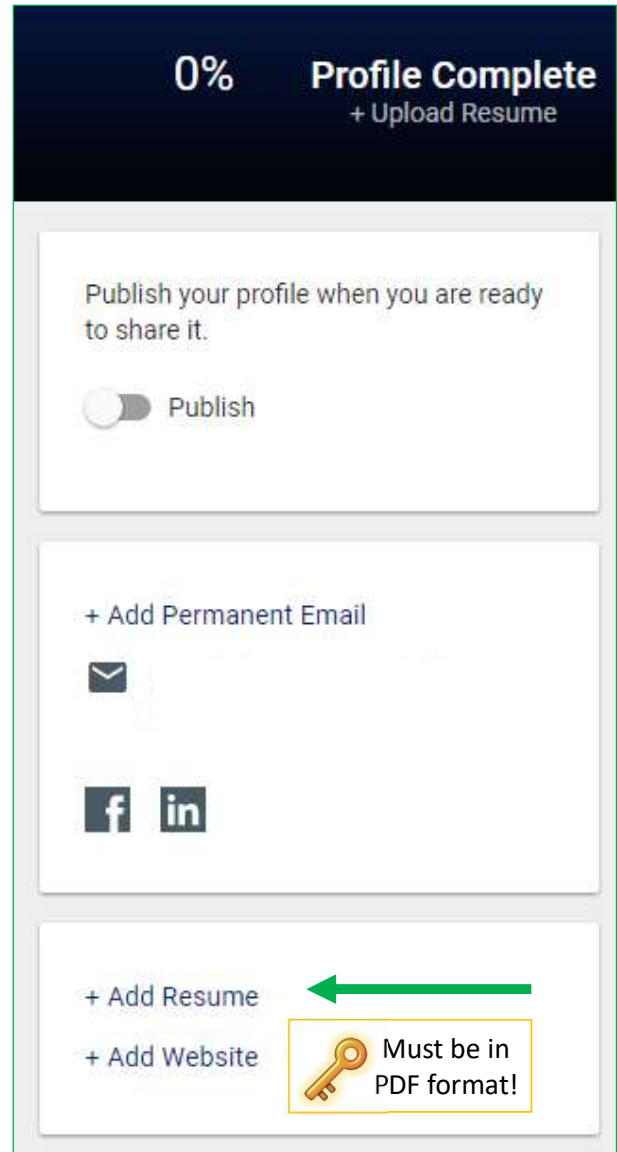 0% Profile Complete
+ Upload Resume
Publish your profile when you are ready
to share it.
Publish
+ Add Permanent Email
f in
+ Add Resume
+ Add Website
Must be in
PDF format!